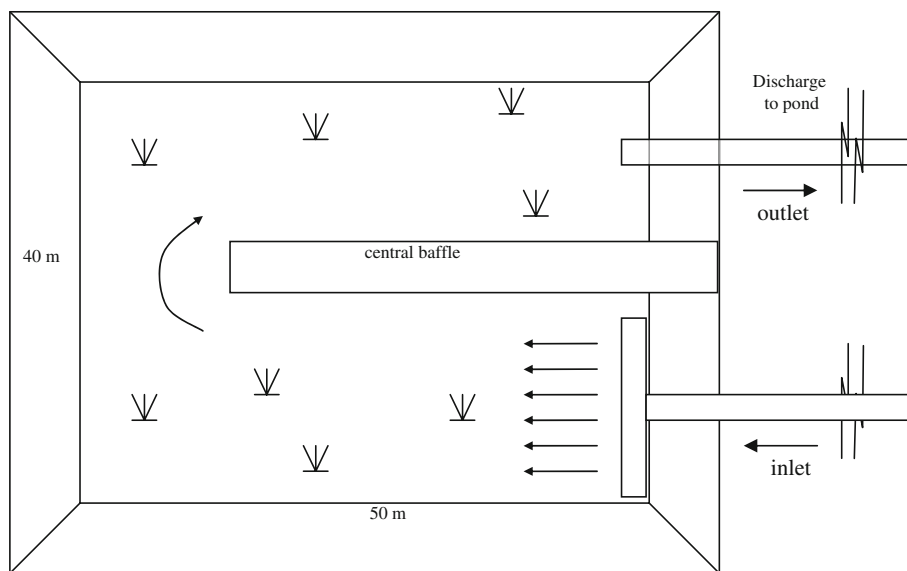 Discharge
to pond
outlet
central baffle
40 m
inlet
50 m